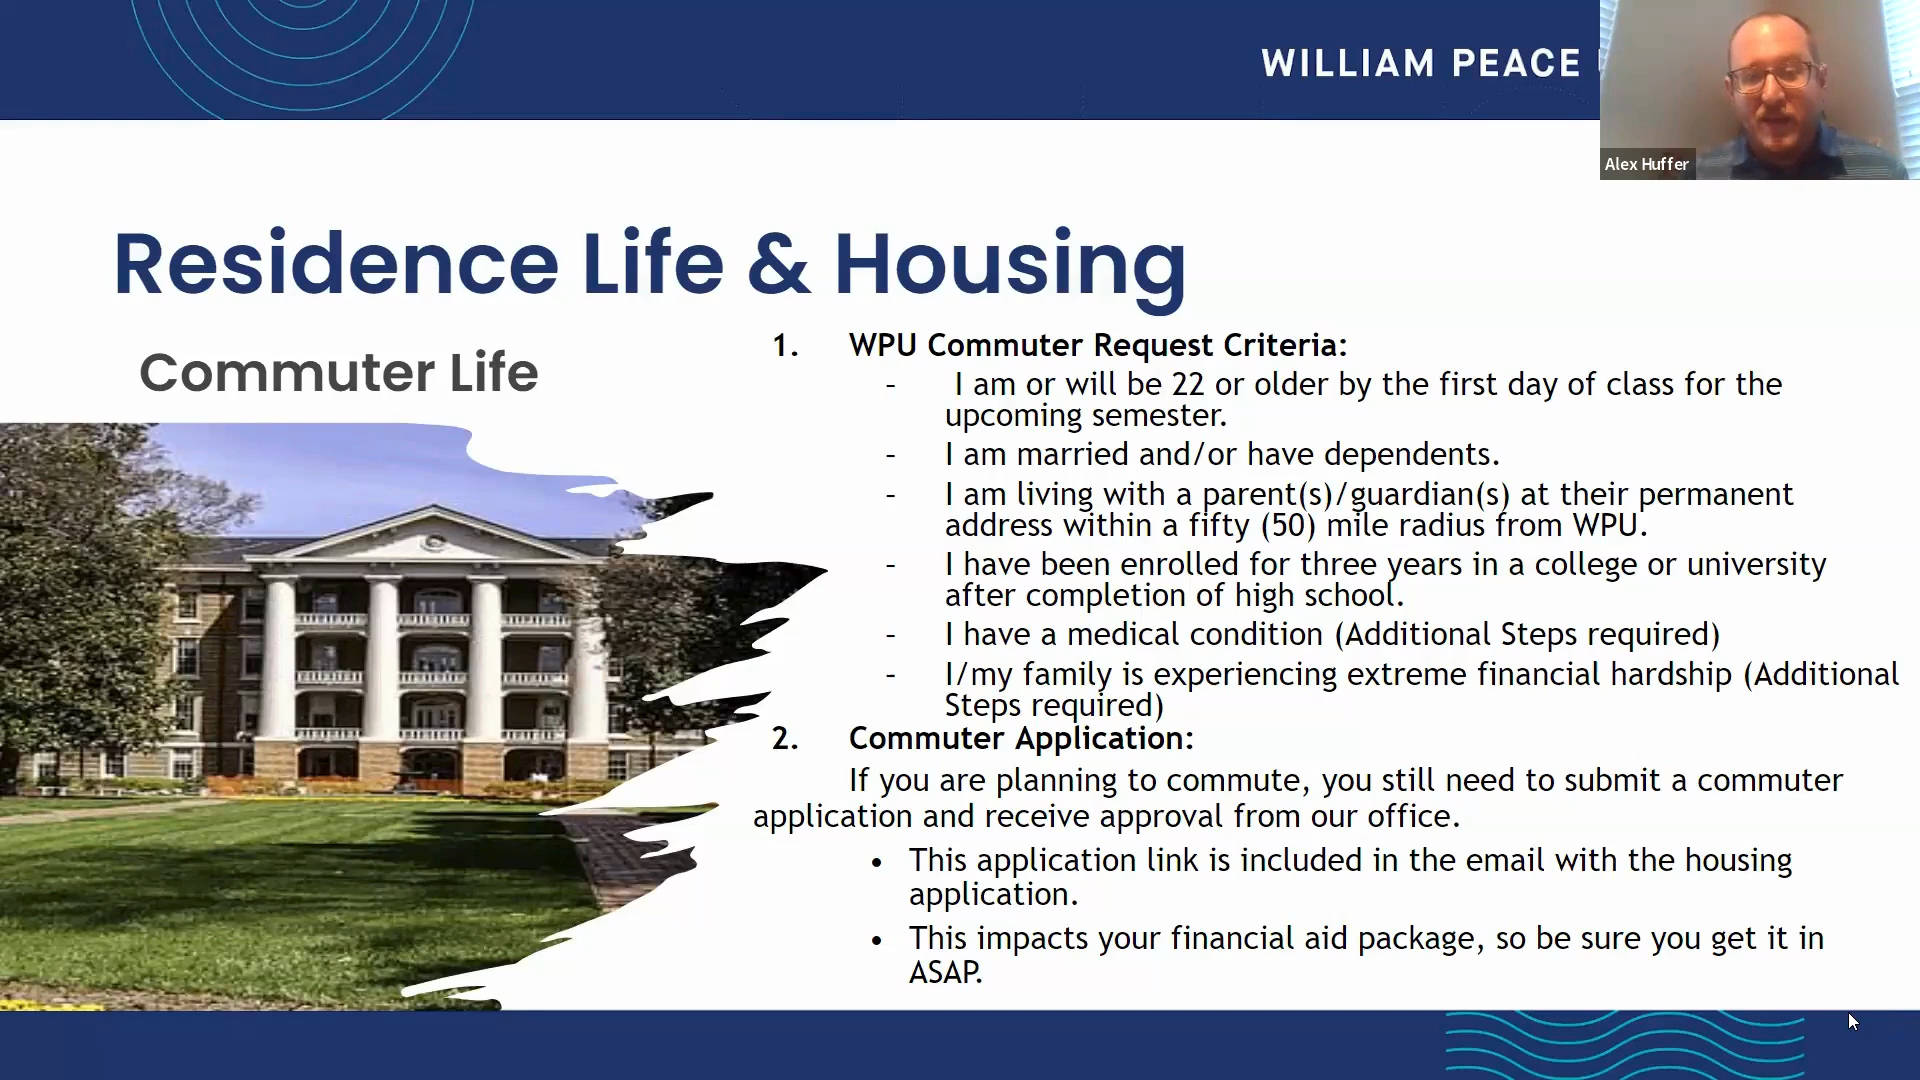 WILLIAM PEACE
Alex Huffer
Residence Life & Housing
Commuter Life
1. WPU Commuter Request Criteria:
- I am or will be 22 or older by the first day of class for the
upcoming semester.
- I am married and/or have dependents.
- I am living with a parent(s)/guardian(s) at their permanent
address within a fifty (50) mile radius from WPU.
- I have been enrolled for three years in a college or university
after completion of high school.
- I have a medical condition (Additional Steps required)
- I/my family is experiencing extreme financial hardship (Additional
Steps required)
2. Commuter Application:
If you are planning to commute, you still need to submit a commuter
application and receive approval from our office.
• This application link is included in the email with the housing
application.
• This impacts your financial aid package, so be sure you get it in
ASAP.